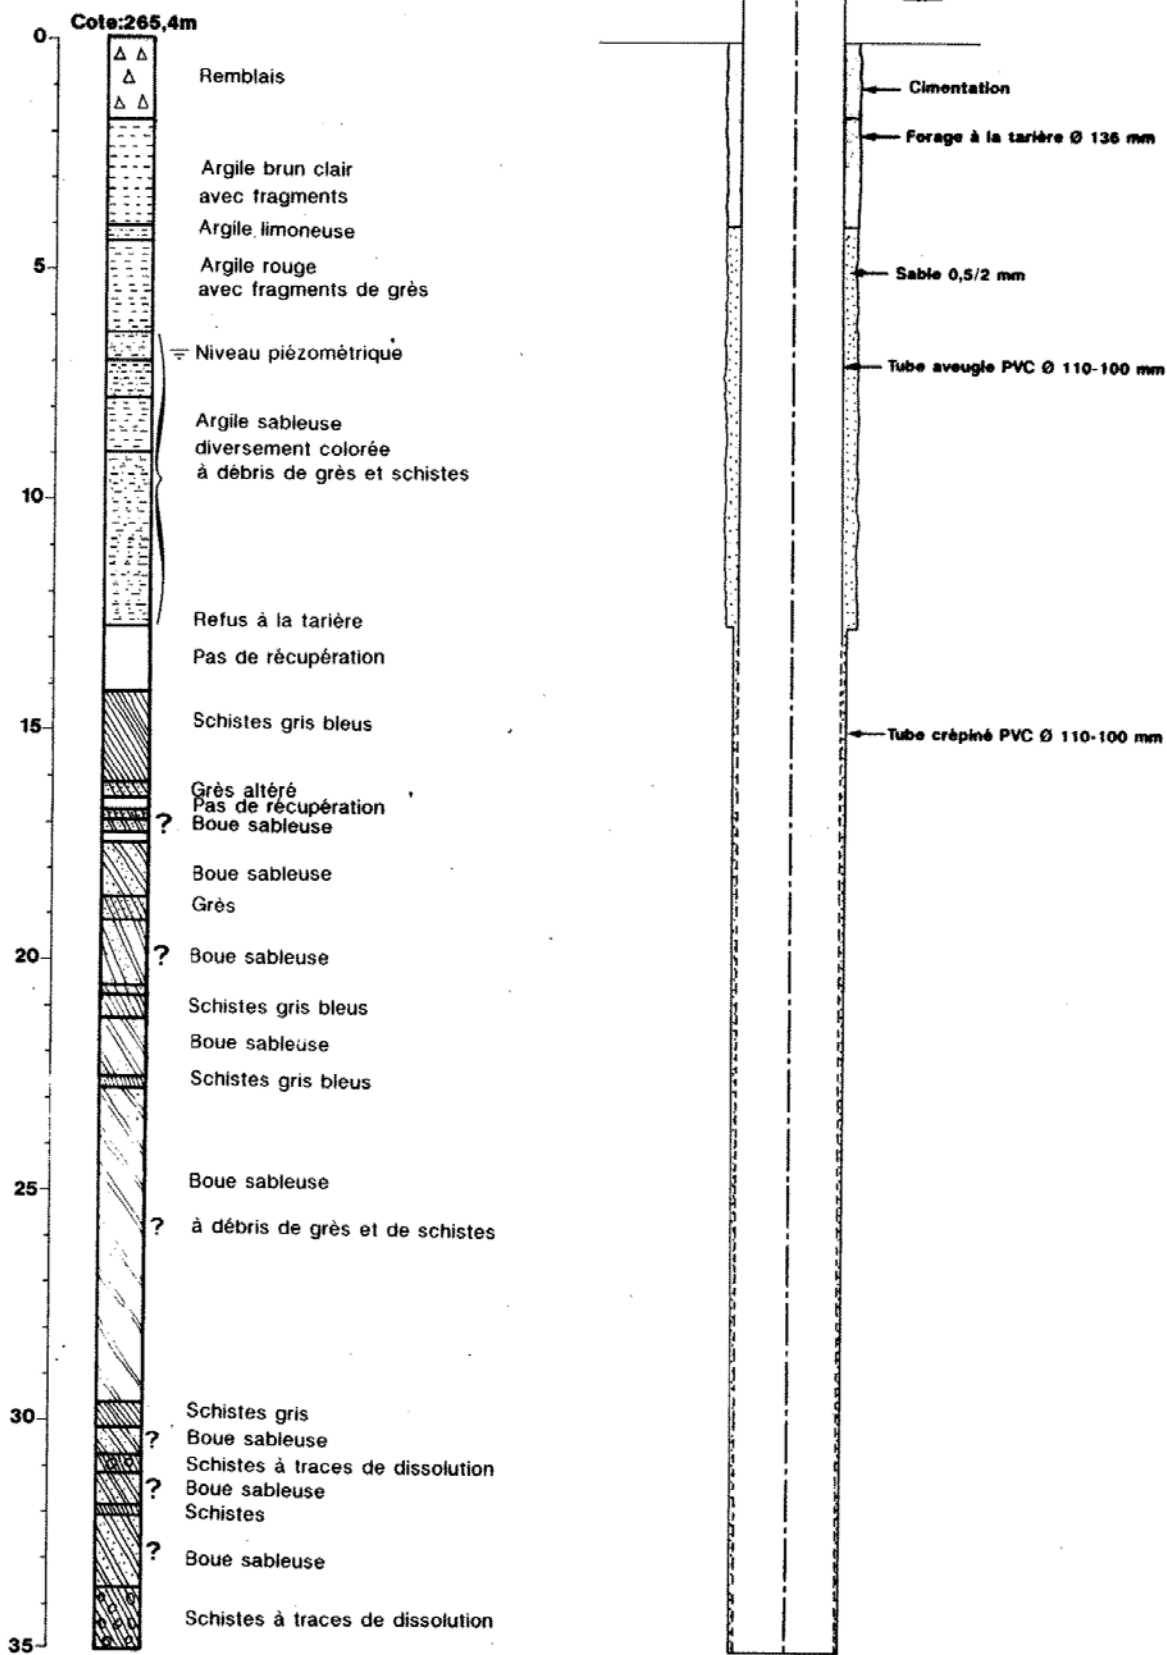 Cote:265,4m
0
Remblais
Argile brun clair
avec fragments
Argile limoneuse
5
Argile rouge
avec fragments de grès
Niveau piézométrique
Argile sableuse
diversement colorée
à débris de grès et schistes
10
Refus à la tarière
Pas de récupération
15
Schistes gris bleus
Grès altéré
Pas de récupération
? Boue sableuse
Boue sableuse
Grès
20
? Boue sableuse
Schistes gris bleus
Boue sableuse
Schistes gris bleus
25
Boue sableuse
? à débris de grès et de schistes
30
Schistes gris
? Boue sableuse
Schistes à traces de dissolution
? Boue sableuse
Schistes
? Boue sableuse
Schistes à traces de dissolution
35
Cimentation
Forage à la tarière Ø 136 mm
Sable 0,5/2 mm
Tube aveugle PVC Ø 110-100 mm
Tube crépiné PVC Ø 110-100 mm